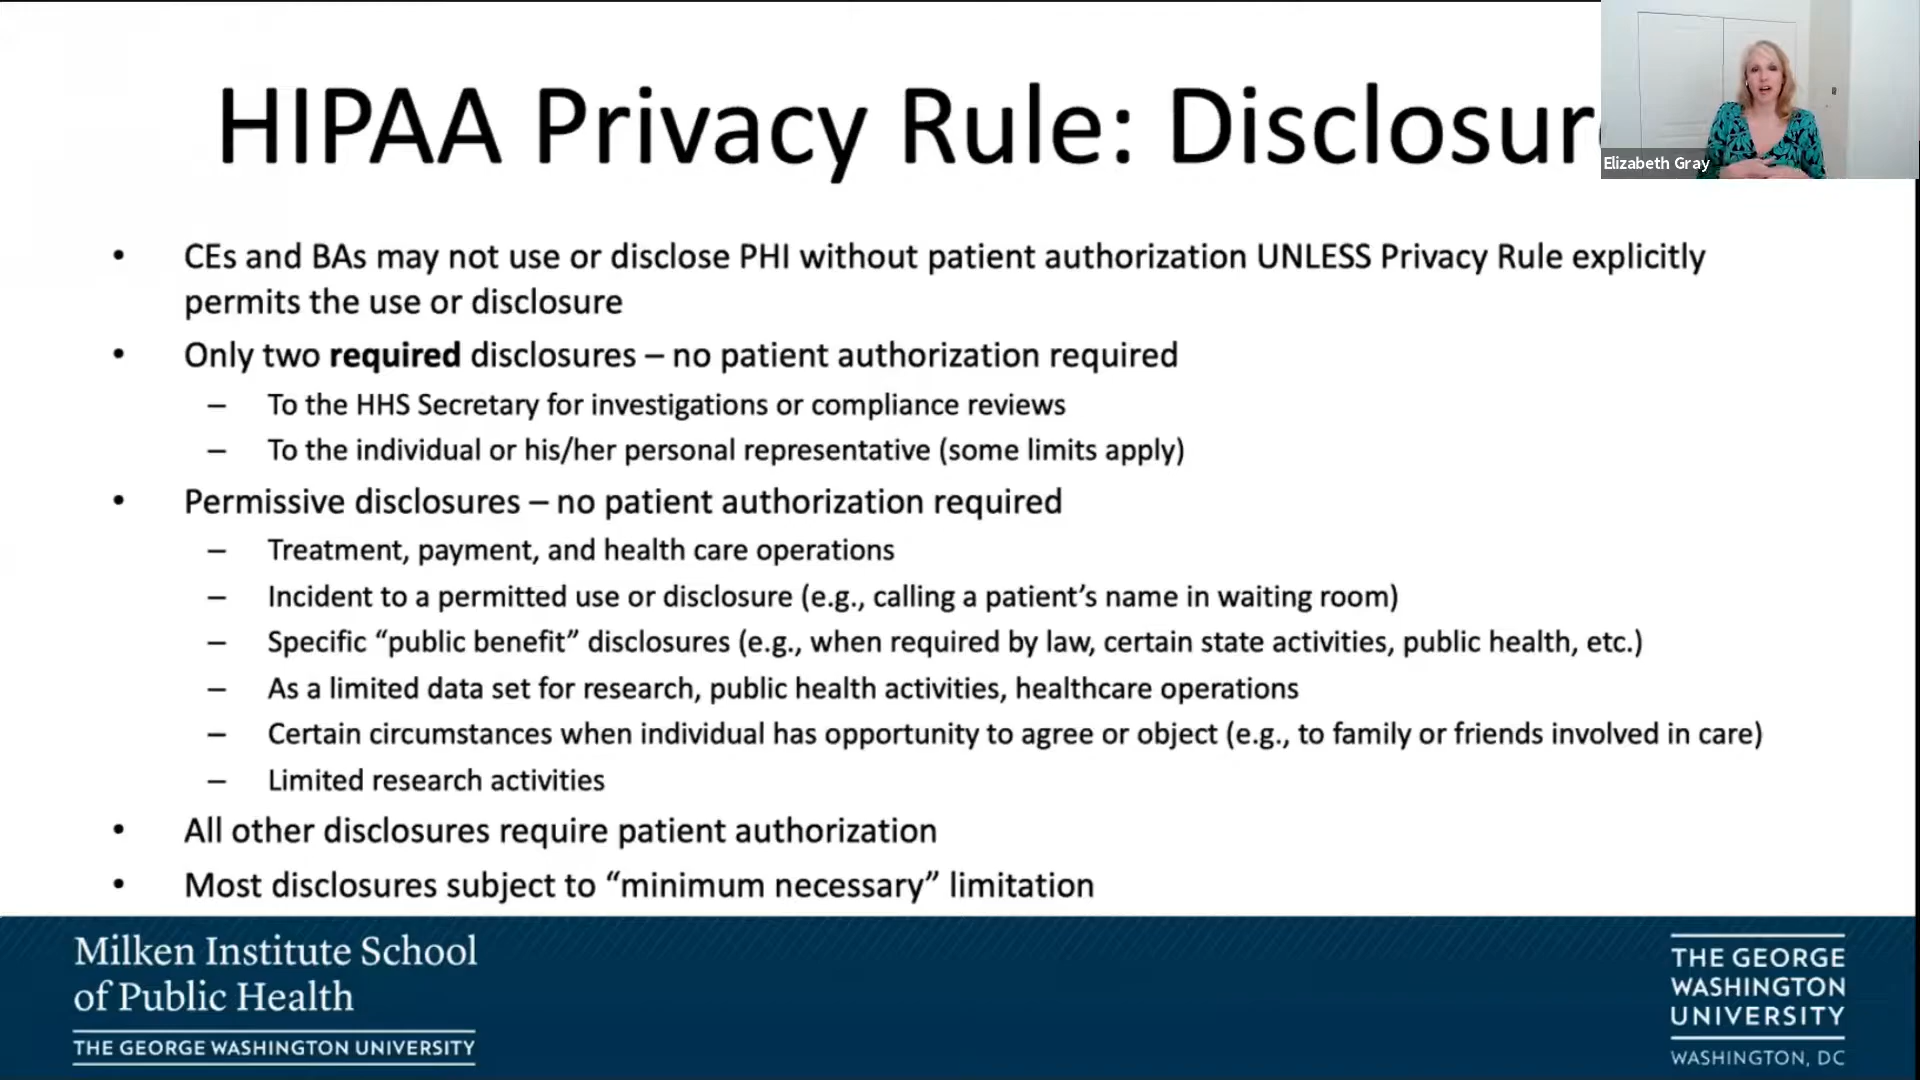 HIPAA Privacy Rule: Disclosur
Elizabeth Gray
• CEs and BAs may not use or disclose PHI without patient authorization UNLESS Privacy Rule explicitly
permits the use or disclosure
• Only two required disclosures – no patient authorization required
– To the HHS Secretary for investigations or compliance reviews
– To the individual or his/her personal representative (some limits apply)
• Permissive disclosures – no patient authorization required
– Treatment, payment, and health care operations
– Incident to a permitted use or disclosure (e.g., calling a patient’s name in waiting room)
– Specific “public benefit” disclosures (e.g., when required by law, certain state activities, public health, etc.)
– As a limited data set for research, public health activities, healthcare operations
– Certain circumstances when individual has opportunity to agree or object (e.g., to family or friends involved in care)
– Limited research activities
• All other disclosures require patient authorization
• Most disclosures subject to “minimum necessary” limitation
Milken Institute School
of Public Health
THE GEORGE WASHINGTON UNIVERSITY
THE GEORGE
WASHINGTON
UNIVERSITY
WASHINGTON, DC